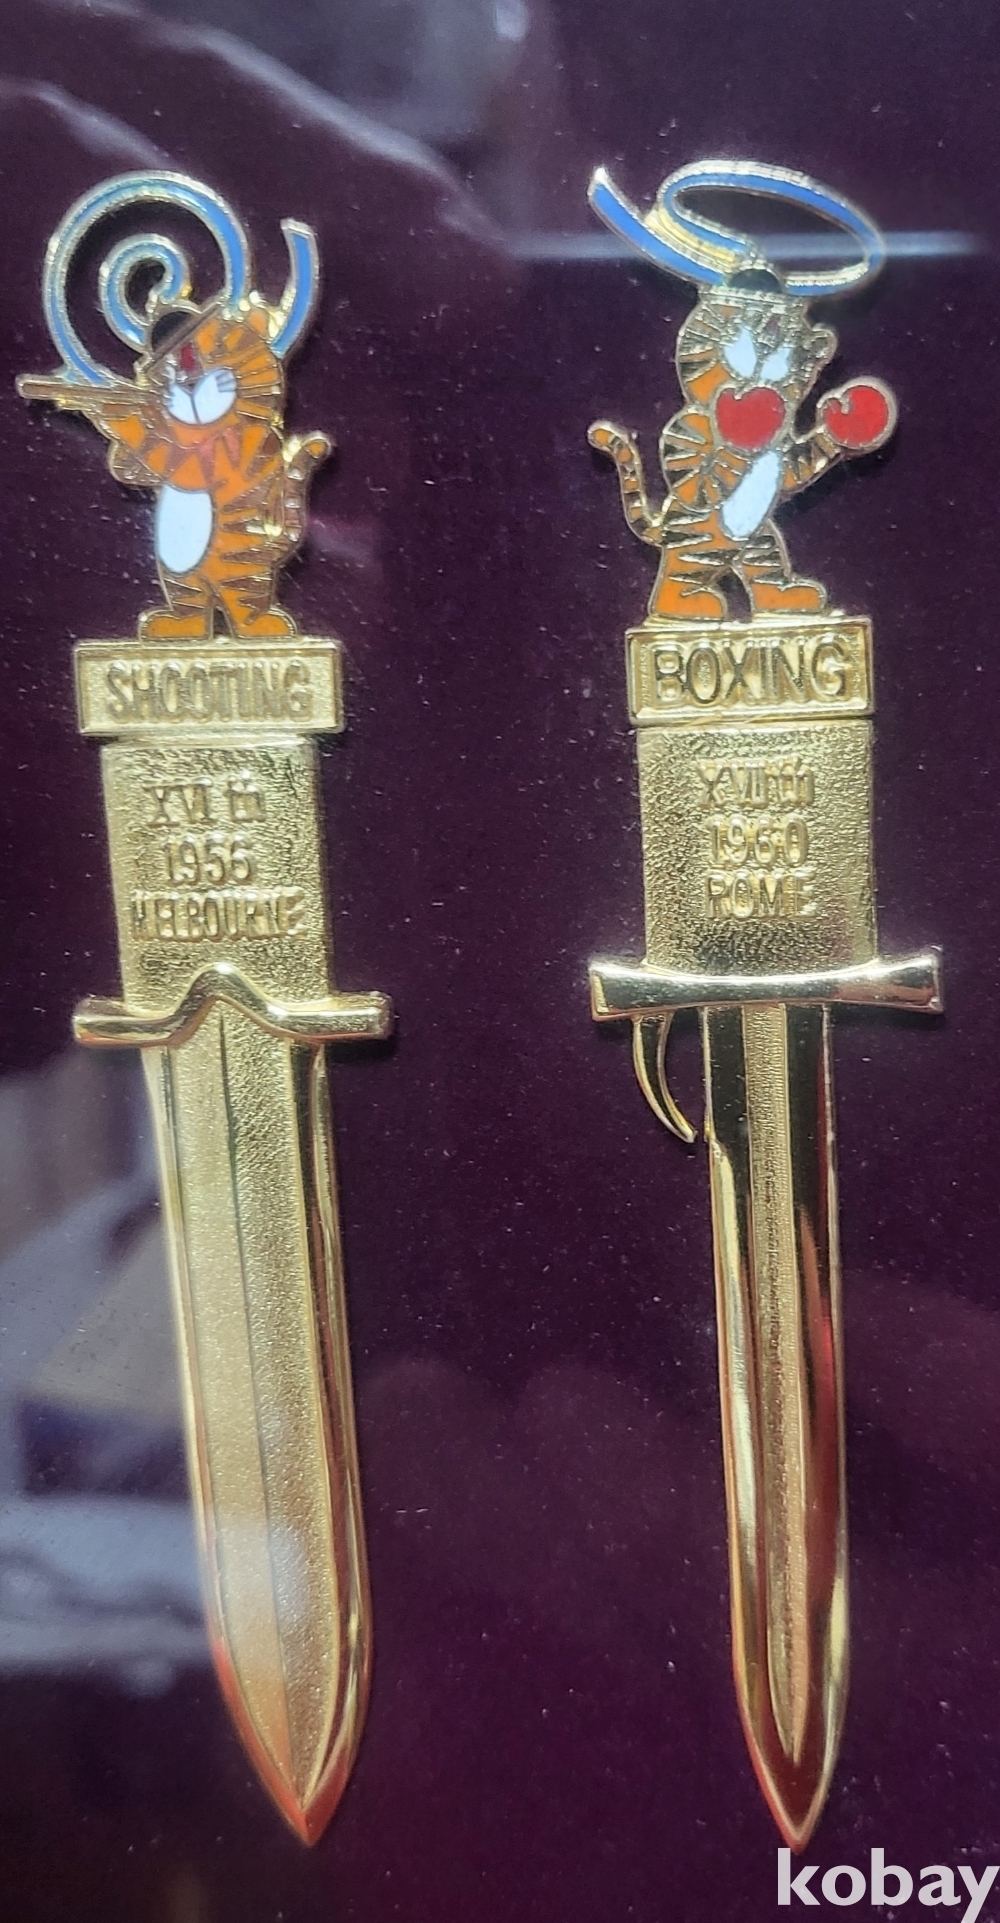 SHOOTING
XVI th
1956
MELBOURNE
BOXING
XVII th
1960
ROME
kobay